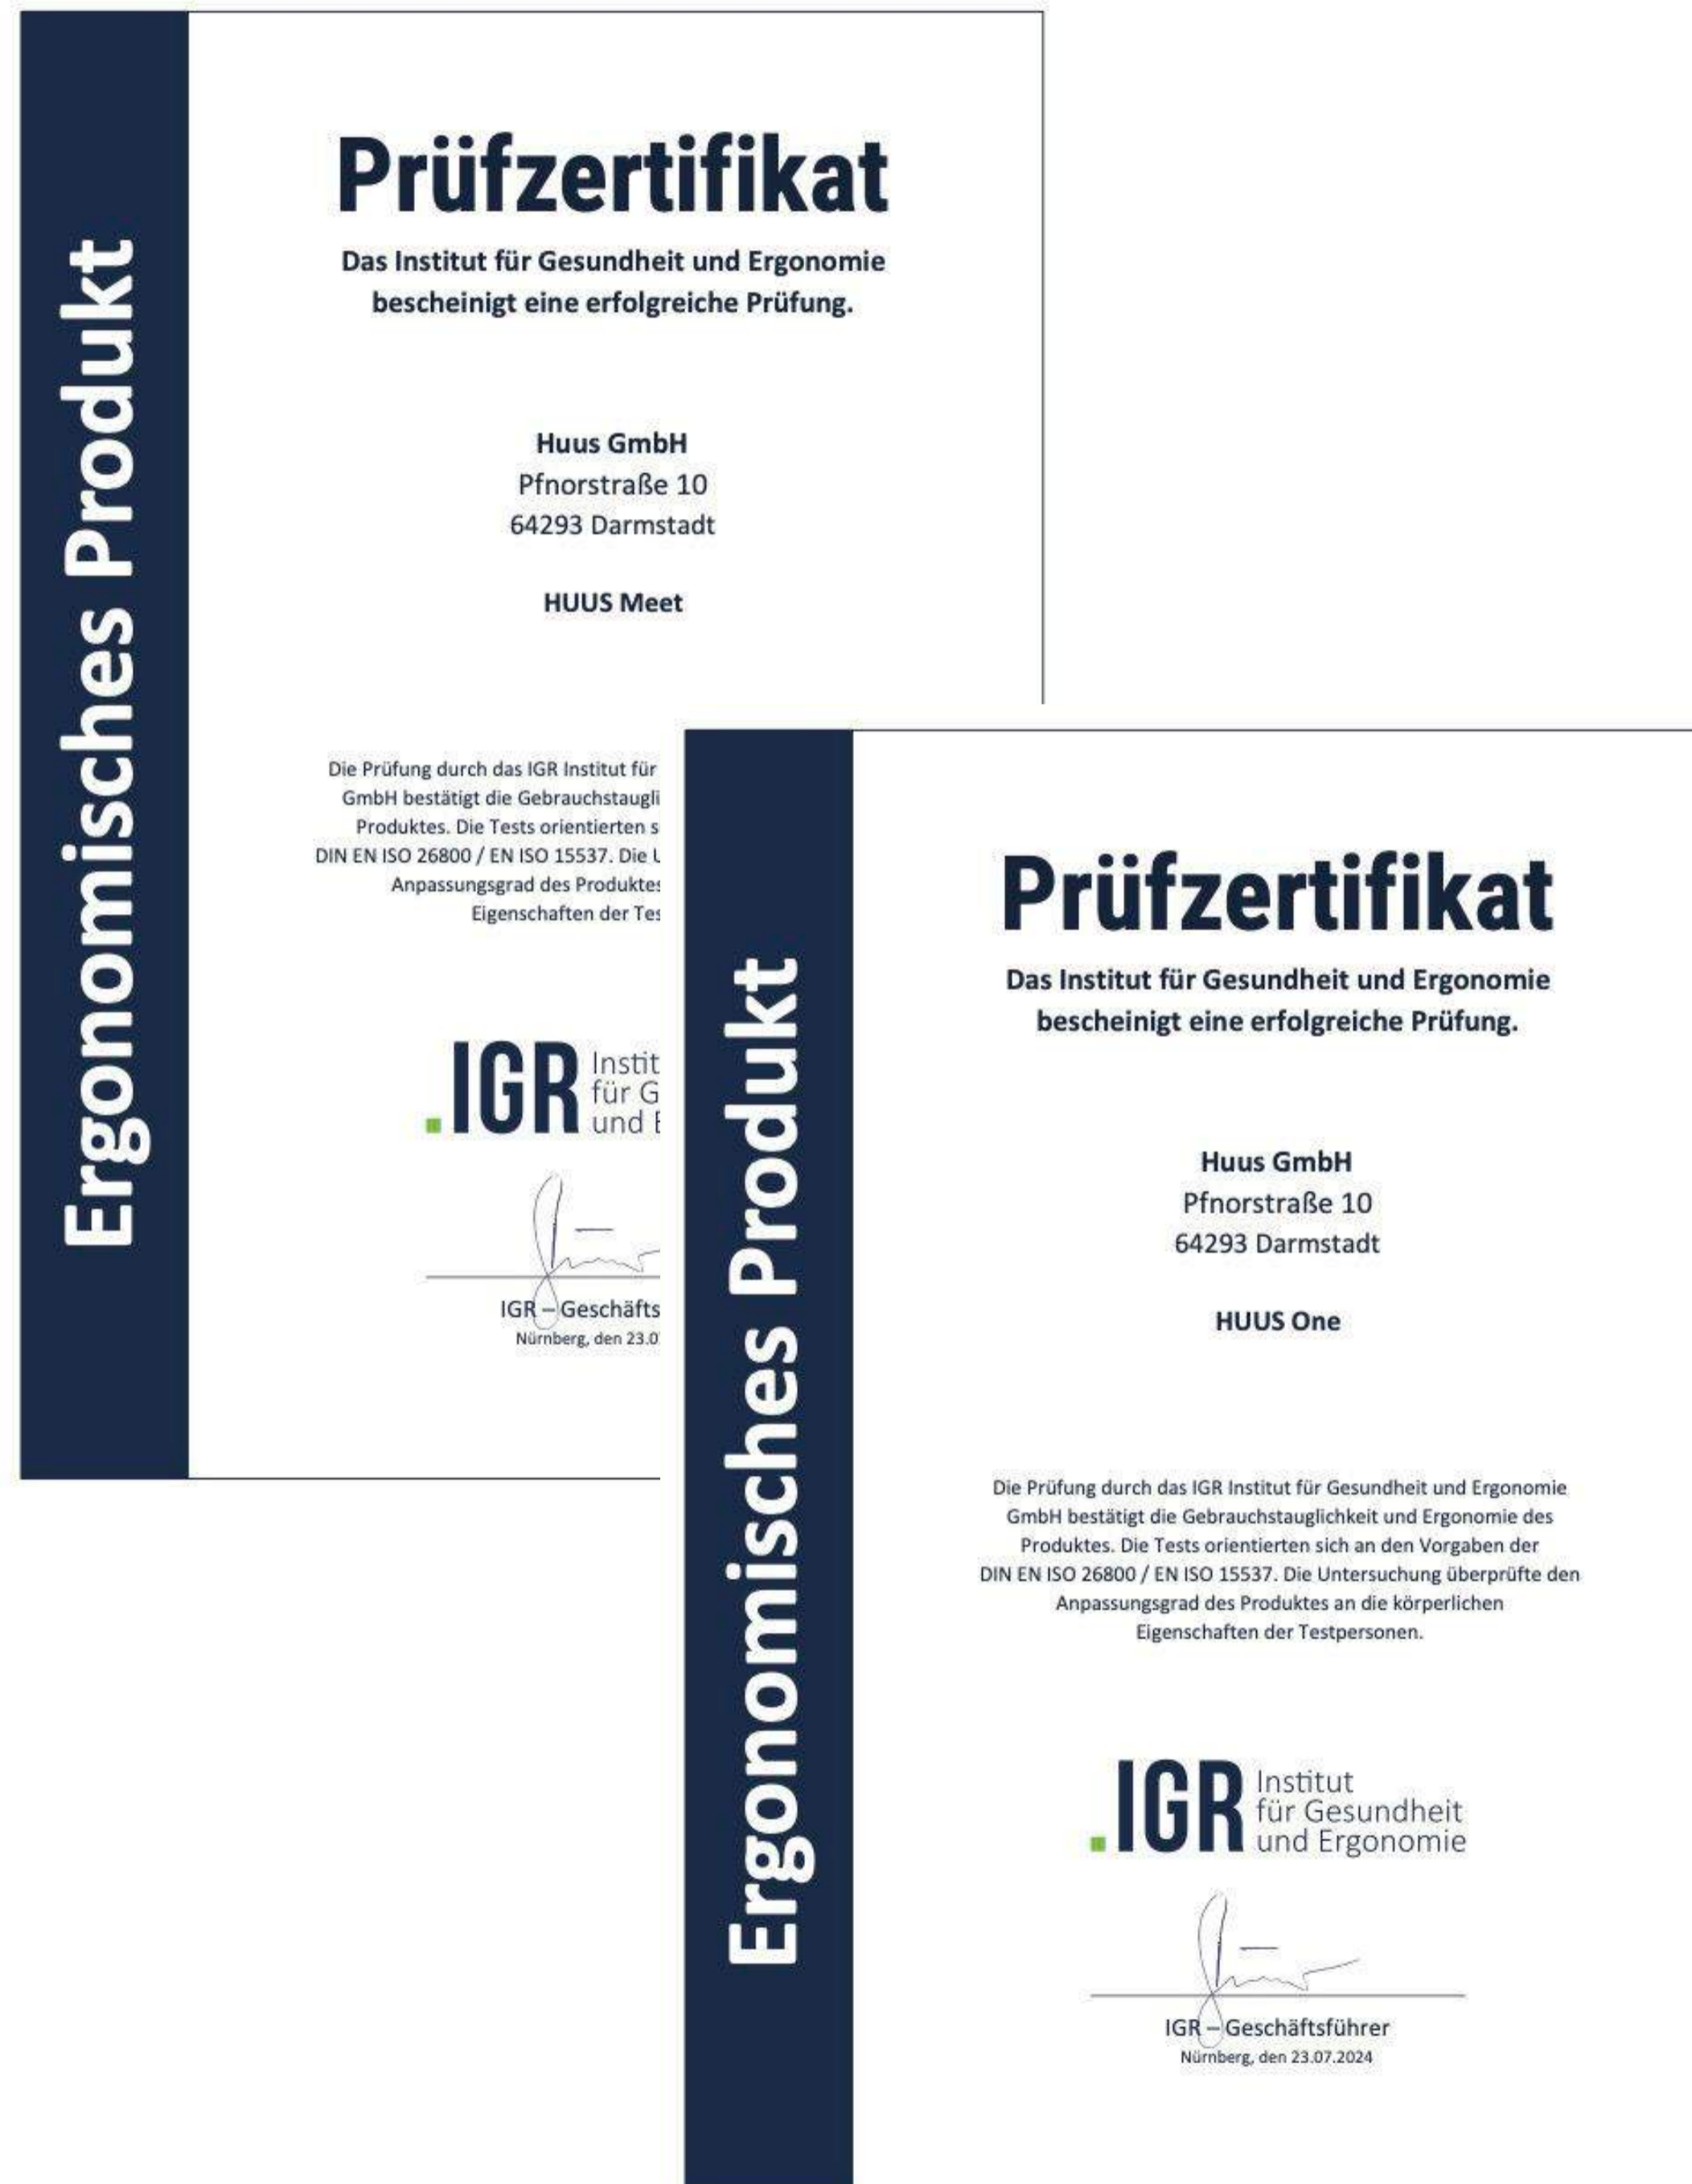 Ergonomisches Produkt
Prüfzertifikat
Das Institut für Gesundheit und Ergonomie
bescheinigt eine erfolgreiche Prüfung.
Huus GmbH
Pfnorstraße 10
64293 Darmstadt
HUUS Meet
Die Prüfung durch das IGR Institut für
GmbH bestätigt die
Produktes. Die Tests orientierten
DIN EN ISO 26800 / EN ISO 15537. Die
Anpassungsgrad des
Eigenschaften der
.IGR
für
und
IGR –
Nürnberg, den
Ergonomisches Produkt
Prüfzertifikat
Das Institut für Gesundheit und Ergonomie
bescheinigt eine erfolgreiche Prüfung.
Huus GmbH
Pfnorstraße 10
64293 Darmstadt
HUUS One
Die Prüfung durch das IGR Institut für Gesundheit und Ergonomie
GmbH bestätigt die Gebrauchstauglichkeit und Ergonomie des
Produktes. Die Tests orientierten sich an den Vorgaben der
DIN EN ISO 26800 / EN ISO 15537. Die Untersuchung überprüfte den
Anpassungsgrad des Produktes an die körperlichen
Eigenschaften der Testpersonen.
.IGR Institut
für Gesundheit
und Ergonomie
IGR – Geschäftsführer
Nürnberg, den 23.07.2024